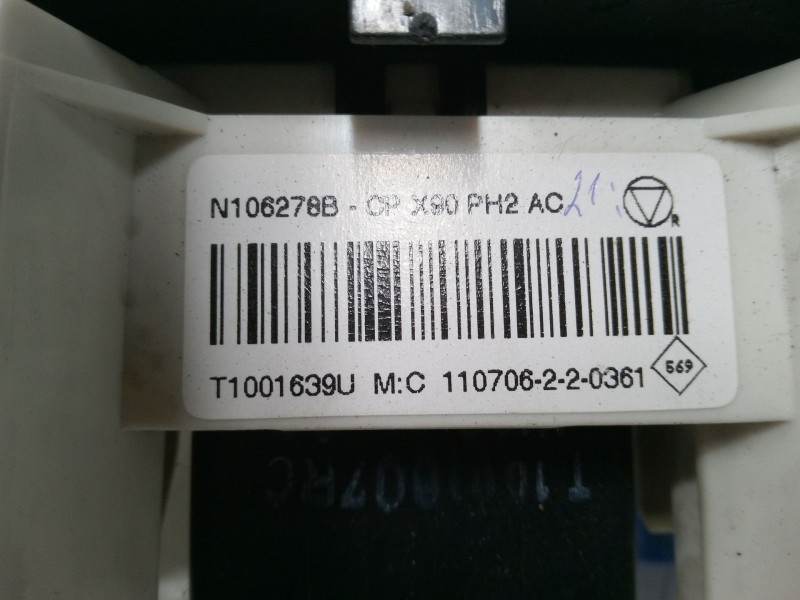 N106278B - CP X90 PH2 AC 21
R
T1001639U M:C 110706-2-2-0361
569